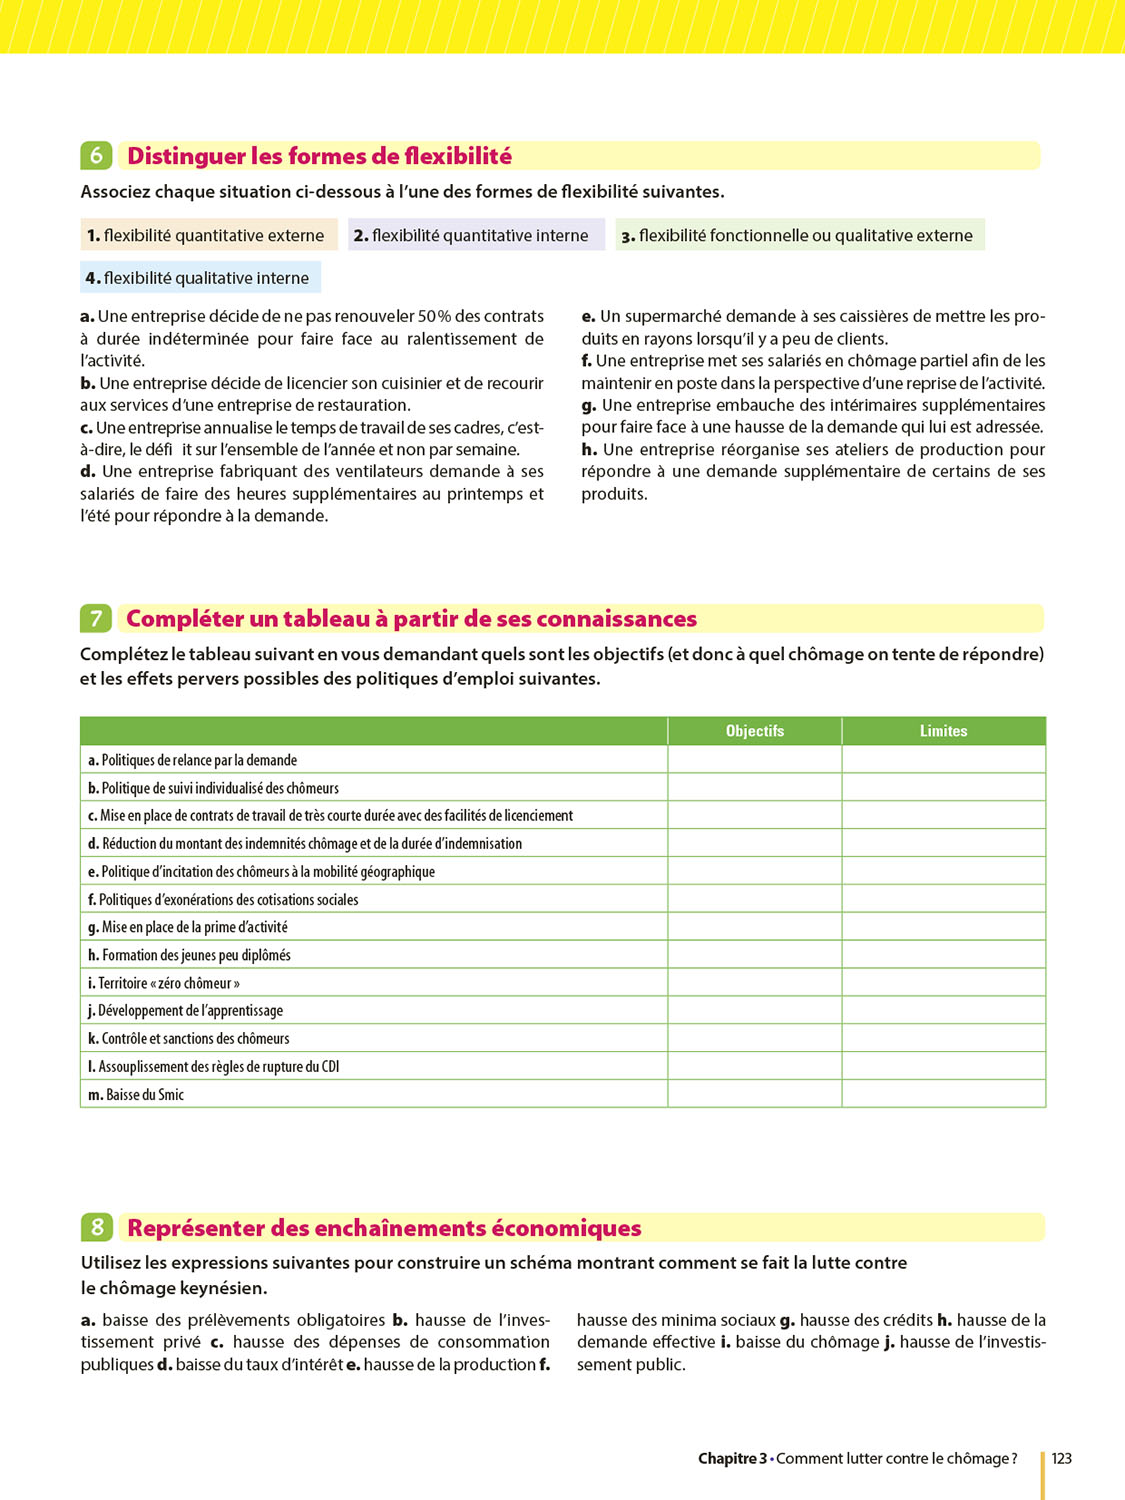 6 Distinguer les formes de flexibilité
Associez chaque situation ci-dessous à l’une des formes de flexibilité suivantes.
1. flexibilité quantitative externe 2. flexibilité quantitative interne 3. flexibilité fonctionnelle ou qualitative externe
4. flexibilité qualitative interne
a. Une entreprise décide de ne pas renouveler 50 % des contrats
à durée indéterminée pour faire face au ralentissement de
l’activité.
b. Une entreprise décide de licencier son cuisinier et de recourir
aux services d’une entreprise de restauration.
c. Une entreprise annualise le temps de travail de ses cadres, c’est-
à-dire, le défi it sur l’ensemble de l’année et non par semaine.
d. Une entreprise fabriquant des ventilateurs demande à ses
salariés de faire des heures supplémentaires au printemps et
l’été pour répondre à la demande.
e. Un supermarché demande à ses caissières de mettre les pro-
duits en rayons lorsqu’il y a peu de clients.
f. Une entreprise met ses salariés en chômage partiel afin de les
maintenir en poste dans la perspective d’une reprise de l’activité.
g. Une entreprise embauche des intérimaires supplémentaires
pour faire face à une hausse de la demande qui lui est adressée.
h. Une entreprise réorganise ses ateliers de production pour
répondre à une demande supplémentaire de certains de ses
produits.
7 Compléter un tableau à partir de ses connaissances
Complétez le tableau suivant en vous demandant quels sont les objectifs (et donc à quel chômage on tente de répondre)
et les effets pervers possibles des politiques d’emploi suivantes.
Objectifs Limites
a. Politiques de relance par la demande
b. Politique de suivi individualisé des chômeurs
c. Mise en place de contrats de travail de très courte durée avec des facilités de licenciement
d. Réduction du montant des indemnités chômage et de la durée d’indemnisation
e. Politique d’incitation des chômeurs à la mobilité géographique
f. Politiques d’exonérations des cotisations sociales
g. Mise en place de la prime d’activité
h. Formation des jeunes peu diplômés
i. Territoire « zéro chômeur »
j. Développement de l’apprentissage
k. Contrôle et sanctions des chômeurs
l. Assouplissement des règles de rupture du CDI
m. Baisse du Smic
8 Représenter des enchaînements économiques
Utilisez les expressions suivantes pour construire un schéma montrant comment se fait la lutte contre
le chômage keynésien.
a. baisse des prélèvements obligatoires b. hausse de l’inves-
tissement privé c. hausse des dépenses de consommation
publiques d. baisse du taux d’intérêt e. hausse de la production f.
hausse des minima sociaux g. hausse des crédits h. hausse de la
demande effective i. baisse du chômage j. hausse de l’investis-
sement public.
Chapitre 3 • Comment lutter contre le chômage ? 123